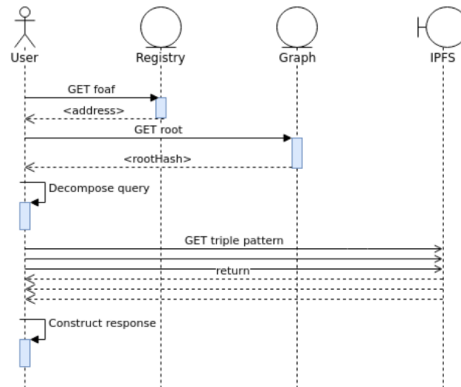 User
Registry
Graph
IPFS
GET foaf
<address>
GET root
<rootHash>
Decompose query
GET triple pattern
return
Construct response